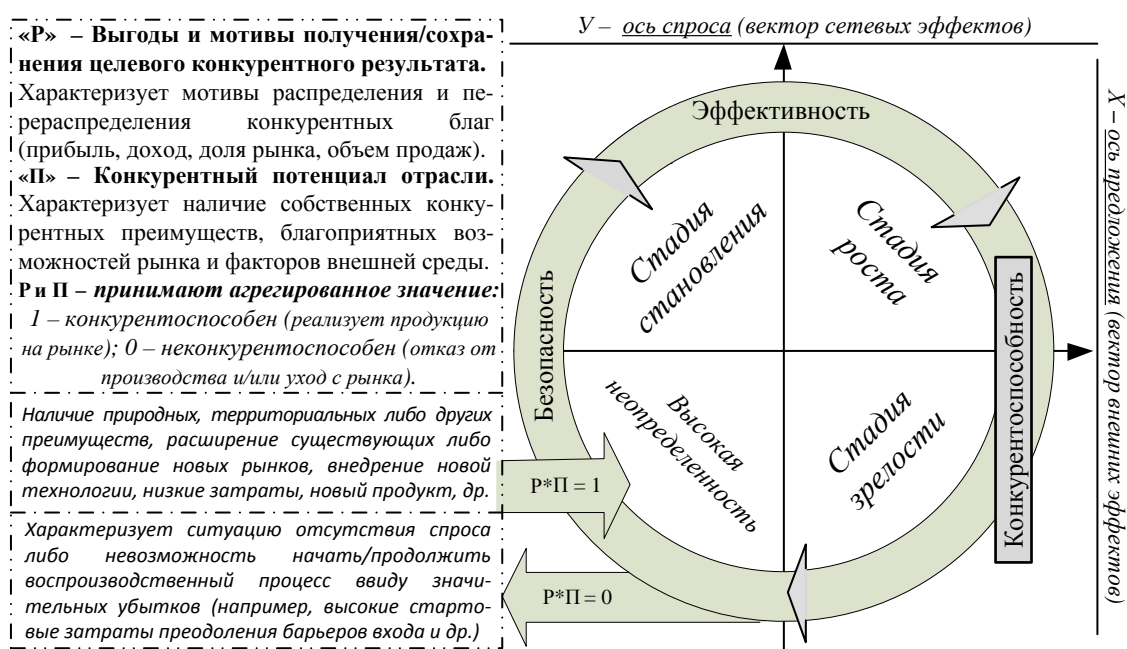 «Р» – Выгоды и мотивы получения/сохра-
нения целевого конкурентного результата.
Характеризует мотивы распределения и пе-
рераспределения конкурентных благ
(прибыль, доход, доля рынка, объем продаж).
«П» – Конкурентный потенциал отрасли.
Характеризует наличие собственных конку-
рентных преимуществ, благоприятных воз-
можностей рынка и факторов внешней среды.
Р и П – принимают агрегированное значение:
1 – конкурентоспособен (реализует продукцию
на рынке); 0 – неконкурентоспособен (отказ от
производства и/или уход с рынка).
Наличие природных, территориальных либо других
преимуществ, расширение существующих либо
формирование новых рынков, внедрение новой
технологии, низкие затраты, новый продукт, др.
Характеризует ситуацию отсутствия спроса
либо невозможность начать/продолжить
воспроизводственный процесс ввиду значи-
тельных убытков (например, высокие старто-
вые затраты преодоления барьеров входа и др.)
У – ось спроса (вектор сетевых эффектов)
Х – ось предложения (вектор внешних эффектов)
Эффективность
Безопасность
Конкурентоспособность
Стадия
становления
Стадия
роста
Высокая
неопределенность
Стадия
зрелости
Р*П = 1
Р*П = 0